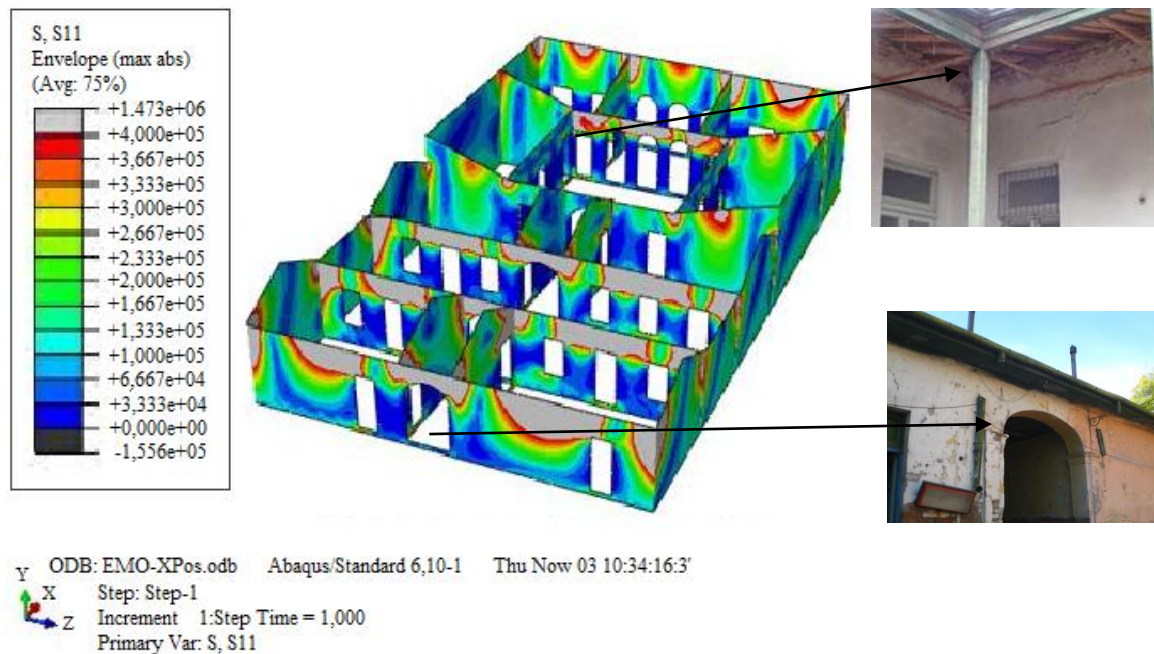 S, S11
Envelope (max abs)
(Avg: 75%)
+1.473e+06
+4,000e+05
+3,667e+05
+3,333e+05
+3,000e+05
+2,667e+05
+2.333e+05
+2,000e+05
+1,667e+05
+1,333e+05
+1,000e+05
+6,667e+04
+3,333e+04
+0,000e+00
-1,556e+05
ODB: EMO-XPos.odb Abaqus/Standard 6,10-1 Thu Now 03 10:34:16:3'
Y
X
Z
Step: Step-1
Increment 1:Step Time = 1,000
Primary Var: S, S11